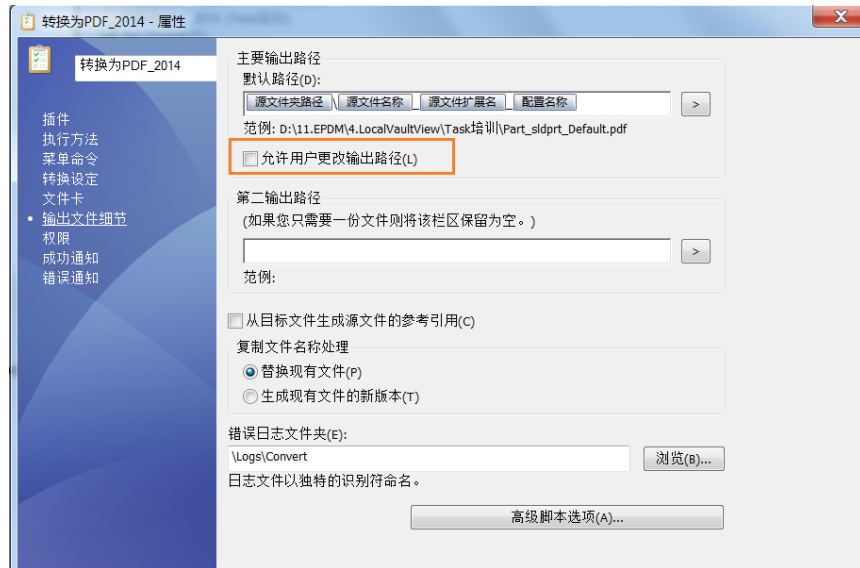 转换为PDF_2014 - 属性
转换为PDF_2014
插件
执行方法
菜单命令
转换设定
文件卡
输出文件细节
权限
成功通知
错误通知
主要输出路径
默认路径(D):
源文件夹路径 \ 源文件名称 _ 源文件扩展名 _ 配置名称
>
范例: D:\11.EPDM\4.LocalVaultView\Task培训\Part_sldprt_Default.pdf
允许用户更改输出路径(L)
第二输出路径
(如果您只需要一份文件则将该栏区保留为空。)
>
范例:
从目标文件生成源文件的参考引用(C)
复制文件名称处理
替换现有文件(P)
生成现有文件的新版本(T)
错误日志文件夹(E):
\Logs\Convert
浏览(B)...
日志文件以独特的识别符命名。
高级脚本选项(A)...